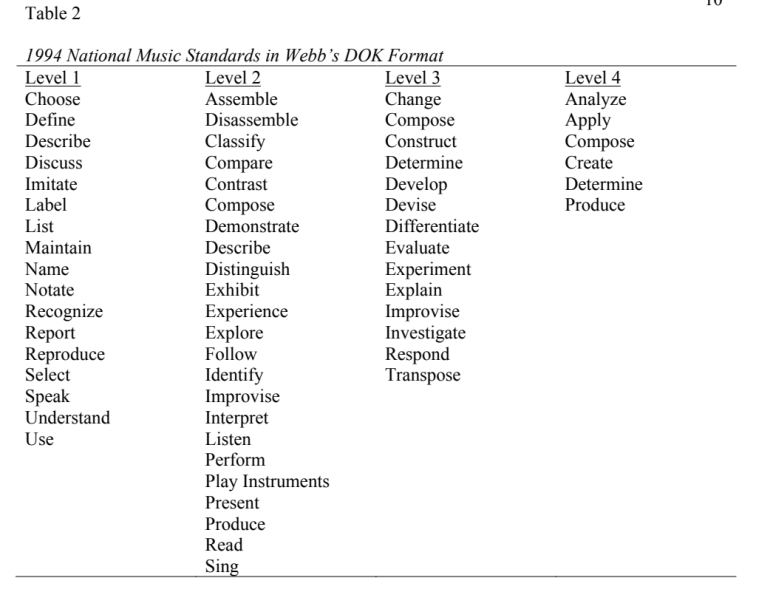 10
Table 2
1994 National Music Standards in Webb's DOK Format
Level 1 Level 2 Level 3 Level 4
Choose Assemble Change Analyze
Define Disassemble Compose Apply
Describe Classify Construct Compose
Discuss Compare Determine Create
Imitate Contrast Develop Determine
Label Compose Devise Produce
List Demonstrate Differentiate
Maintain Describe Evaluate
Name Distinguish Experiment
Notate Exhibit Explain
Recognize Experience Improvise
Report Explore Investigate
Reproduce Follow Respond
Select Identify Transpose
Speak Improvise
Understand Interpret
Use Listen
Perform
Play Instruments
Present
Produce
Read
Sing